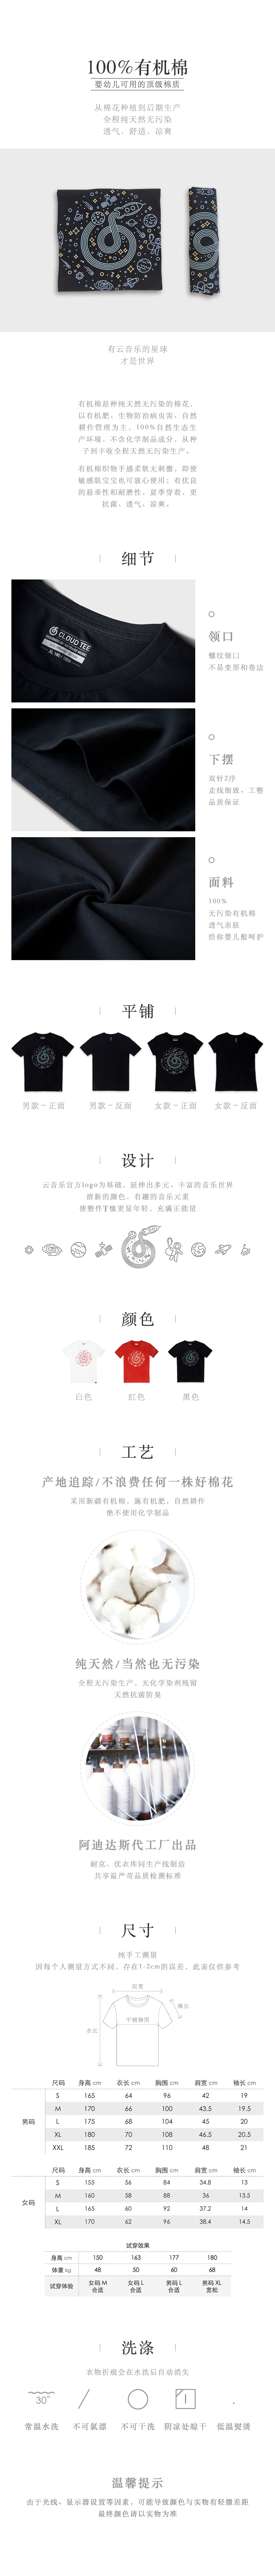 100%有机棉
婴幼儿可用的顶级棉质
从棉花种植到后期生产
全程纯天然无污染
透气、舒适、凉爽
有云音乐的星球
才是世界
有机棉是种纯天然无污染的棉花,
以有机肥、生物防治病虫害、自然
耕作管理为主、100%自然生态生
产环境,不含化学制品成分,从种
子到丰收全程天然无污染生产。
有机棉织物手感柔软无刺激,即使
敏感肌宝宝也可放心使用;有优良
的悬垂性和耐磨性,夏季穿着,更
抗菌、透气、凉爽。
细节
CLOUD TEE
领口
螺纹领口
不易变形和卷边
下摆
双针2序
走线细致,工整
品质保证
面料
100%
无污染有机棉
透气亲肤
给你婴儿般呵护
平铺
男款-正面
男款-反面
女款-正面
女款-反面
设计
云音乐官方logo为基础,延伸出多元、丰富的音乐世界
清新的颜色,有趣的音乐元素
使整件T恤更显年轻、充满正能量
颜色
白色
红色
黑色
工艺
产地追踪/不浪费任何一株好棉花
采用新疆有机棉,施有机肥、自然耕作
绝不使用化学制品
纯天然/当然也无污染
全程无污染生产、无化学染剂残留
天然抗菌防臭
阿迪达斯代工厂出品
耐克、优衣库同生产线制造
共享最严苛品质检测标准
尺寸
纯手工测量
因每个人测量方式不同,存在1-2cm的误差,此表仅供参考
肩宽
袖长
平铺胸围
衣长
尺码 身高 cm 衣长 cm 胸围 cm 肩宽 cm 袖长 cm
男码
S 165 64 96 42 19
M 170 66 100 43.5 19.5
L 175 68 104 45 20
XL 180 70 108 46.5 20.5
XXL 185 72 110 48 21
尺码 身高 cm 衣长 cm 胸围 cm 肩宽 cm 袖长 cm
女码
S 155 56 84 34.8 13
M 160 58 88 36 13.5
L 165 60 92 37.2 14
XL 170 62 96 38.4 14.5
试穿效果
身高 cm 150 163 177 180
体重 kg 48 50 60 68
试穿体验 女码 M 合适 女码 L 合适 男码 L 合适 男码 XL 宽松
洗涤
衣物折痕会在水洗后自动消失
30°
常温水洗
不可氯漂
不可干洗
阴凉处晾干
低温熨烫
温馨提示
由于光线、显示器设置等因素,可能导致颜色与实物有轻微差距
最终颜色请以实物为准